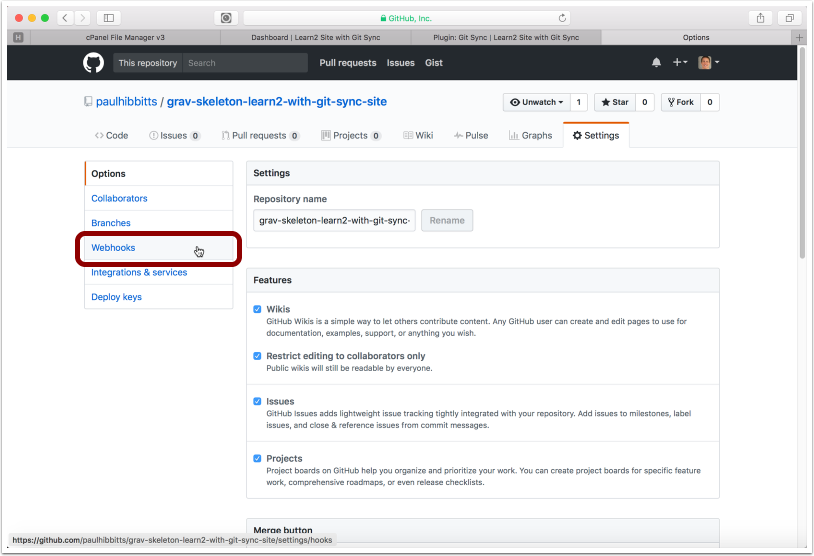 GitHub, Inc.
H
cPanel File Manager v3
Dashboard | Learn2 Site with Git Sync
Plugin: Git Sync | Learn2 Site with Git Sync
Options
+
This repository
Search
Pull requests
Issues
Gist
paulhibbitts / grav-skeleton-learn2-with-git-sync-site
Unwatch 1
Star 0
Fork 0
Code
Issues 0
Pull requests 0
Projects 0
Wiki
Pulse
Graphs
Settings
Options
Collaborators
Branches
Webhooks
Integrations & services
Deploy keys
Settings
Repository name
grav-skeleton-learn2-with-git-sync-
Rename
Features
Wikis
GitHub Wikis is a simple way to let others contribute content. Any GitHub user can create and edit pages to use for
documentation, examples, support, or anything you wish.
Restrict editing to collaborators only
Public wikis will still be readable by everyone.
Issues
GitHub Issues adds lightweight issue tracking tightly integrated with your repository. Add issues to milestones, label
issues, and close & reference issues from commit messages.
Projects
Project boards on GitHub help you organize and prioritize your work. You can create project boards for specific feature
work, comprehensive roadmaps, or even release checklists.
Merge button
https://github.com/paulhibbitts/grav-skeleton-learn2-with-git-sync-site/settings/hooks